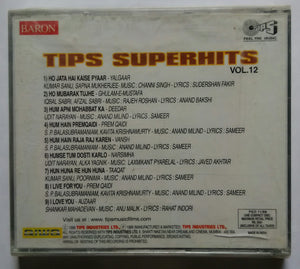 BARON
Tips
TIPS SUPERHITS
VOL.12
1) HO JATA HAI KAISE PYAAR - YALGAAR
KUMAR SANU, SAPNA MUKHERJEE: MUSIC : CHANNI SINGH - LYRICS : SUDERSHAN FAKIR
2) HO MUBARAK TUJHE - GHULAM-E-MUSTAFA
IQBAL SABRI, AFZAL SABRI - MUSIC : RAJESH ROSHAN - LYRICS : ANAND BAKSHI
3) HUM APNI MOHABBAT KA - DEEDAR
UDIT NARAYAN - MUSIC : ANAND MILIND - LYRICS : SAMEER
4) HUM HAIN PREMQAIDI - PREM QAIDI
S. P. BALASUBRAMANIAM, KAVITA KRISHNAMURTY - MUSIC : ANAND MILIND - LYRICS : SAMEER
5) HUM HAIN RAJA RAJ KAREN - VANSH
S. P. BALASUBRAMANIAM, KAVITA KRISHNAMURTY - MUSIC : ANAND MILIND - LYRICS : SAMEER
6) HUMSE TUM DOSTI KARLO - NARSIMHA
UDIT NARAYAN, ALKA YAGNIK - MUSIC : LAXMIKANT PYARELAL - LYRICS : JAVED AKHTAR
7) HUN HUNA RE HUN HUNA - TAAQAT
KUMAR SANU, POORNIMA - MUSIC : ANAND MILIND - LYRICS : SAMEER
8) I LIVE FOR YOU - PREM QAIDI
S. P. BALASUBRAMANIAM - MUSIC : ANAND MILIND - LYRICS : SAMEER
9) I LOVE YOU - ALIZAAR
SHANKAR MAHADEVAN - MUSIC : ANU MALIK - LYRICS : RAHAT INDORI
Visit us at : www.tipsmusicfilms.com
TIPS INDUSTRIES LTD.